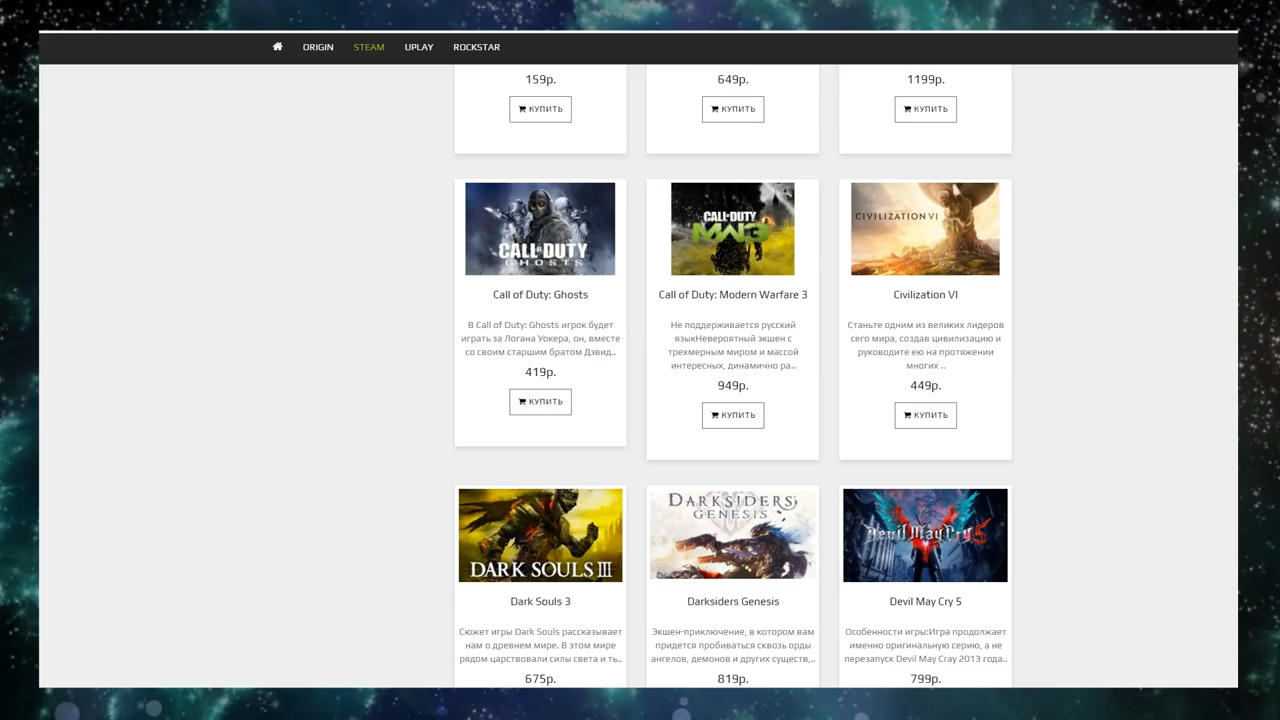 ORIGIN STEAM UPLAY ROCKSTAR
159р. 649р. 1199р.
КУПИТЬ КУПИТЬ КУПИТЬ
CALL OF DUTY
GHOSTS
CALL OF DUTY
MW3
CIVILIZATION VI
Call of Duty: Ghosts
В Call of Duty: Ghosts игрок будет
играть за Логана Уокера, он, вместе
со своим старшим братом Дэвид..
419р.
КУПИТЬ
Call of Duty: Modern Warfare 3
Не поддерживается русский
языкНевероятный экшен с
трехмерным миром и массой
интересных, динамично ра..
949р.
КУПИТЬ
Civilization VI
Станьте одним из великих лидеров
сего мира, создав цивилизацию и
руководите ею на протяжении
многих ..
449р.
КУПИТЬ
DARK SOULS III
DARKSIDERS
GENESIS
Devil May Cry 5
Dark Souls 3
Сюжет игры Dark Souls рассказывает
нам о древнем мире. В этом мире
рядом царствовали силы света и ть..
675р.
Darksiders Genesis
Экшен-приключение, в котором вам
придется пробиваться сквозь орды
ангелов, демонов и других существ,..
819р.
Devil May Cry 5
Особенности игры:Игра продолжает
именно оригинальную серию, а не
перезапуск Devil May Cray 2013 года..
799р.